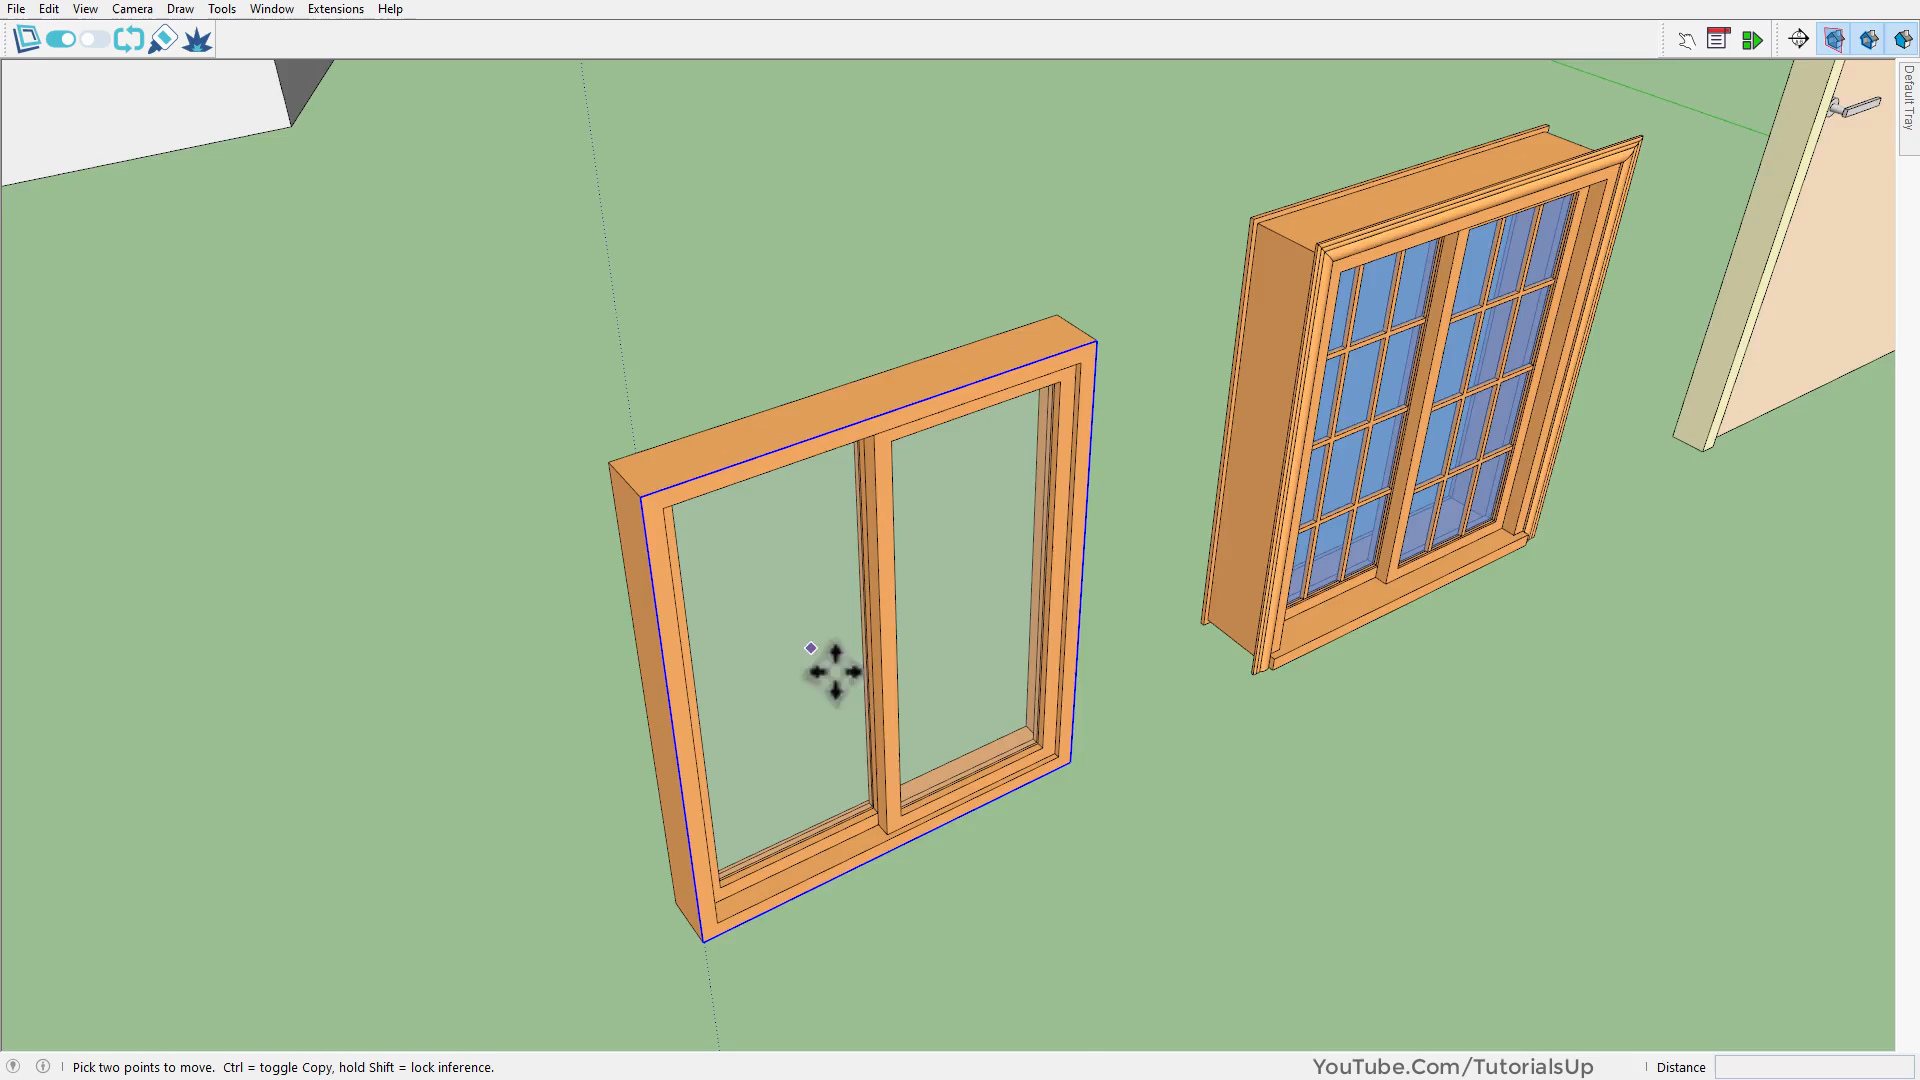 File Edit View Camera Draw Tools Window Extensions Help
Default Tray
Pick two points to move. Ctrl = toggle Copy, hold Shift = lock inference.
YouTube.Com/TutorialsUp
Distance